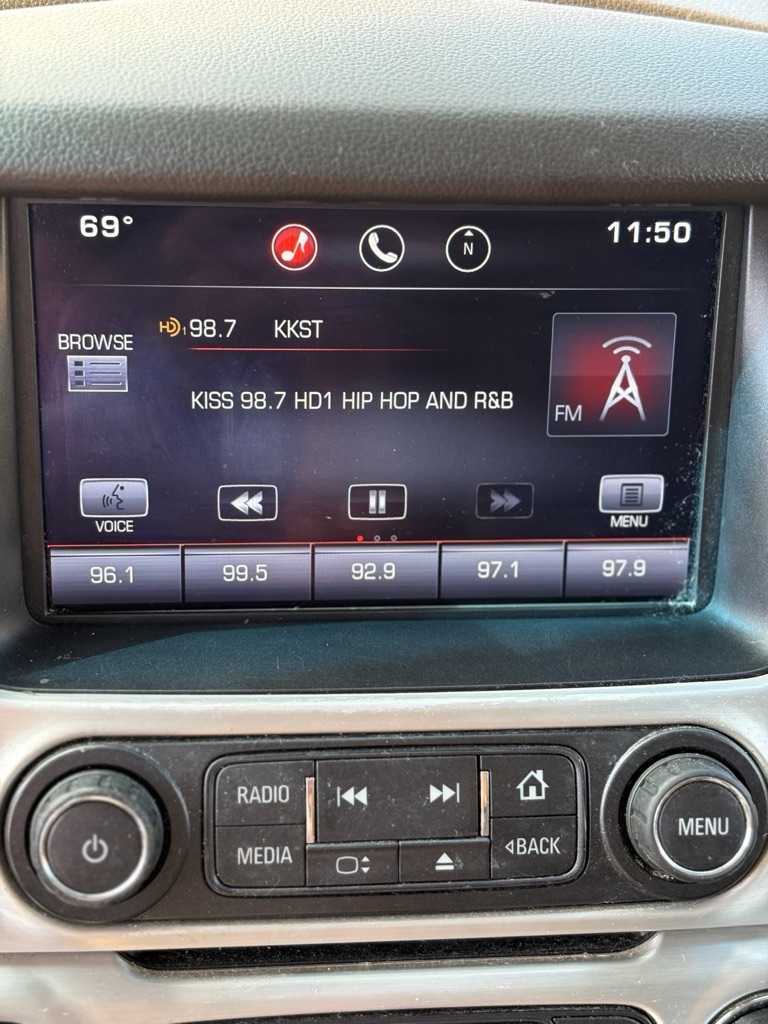 69°
N
11:50
HD1 98.7 KKST
BROWSE
KISS 98.7 HD1 HIP HOP AND R&B
FM
VOICE
MENU
96.1 99.5 92.9 97.1 97.9
RADIO
MEDIA
BACK
MENU